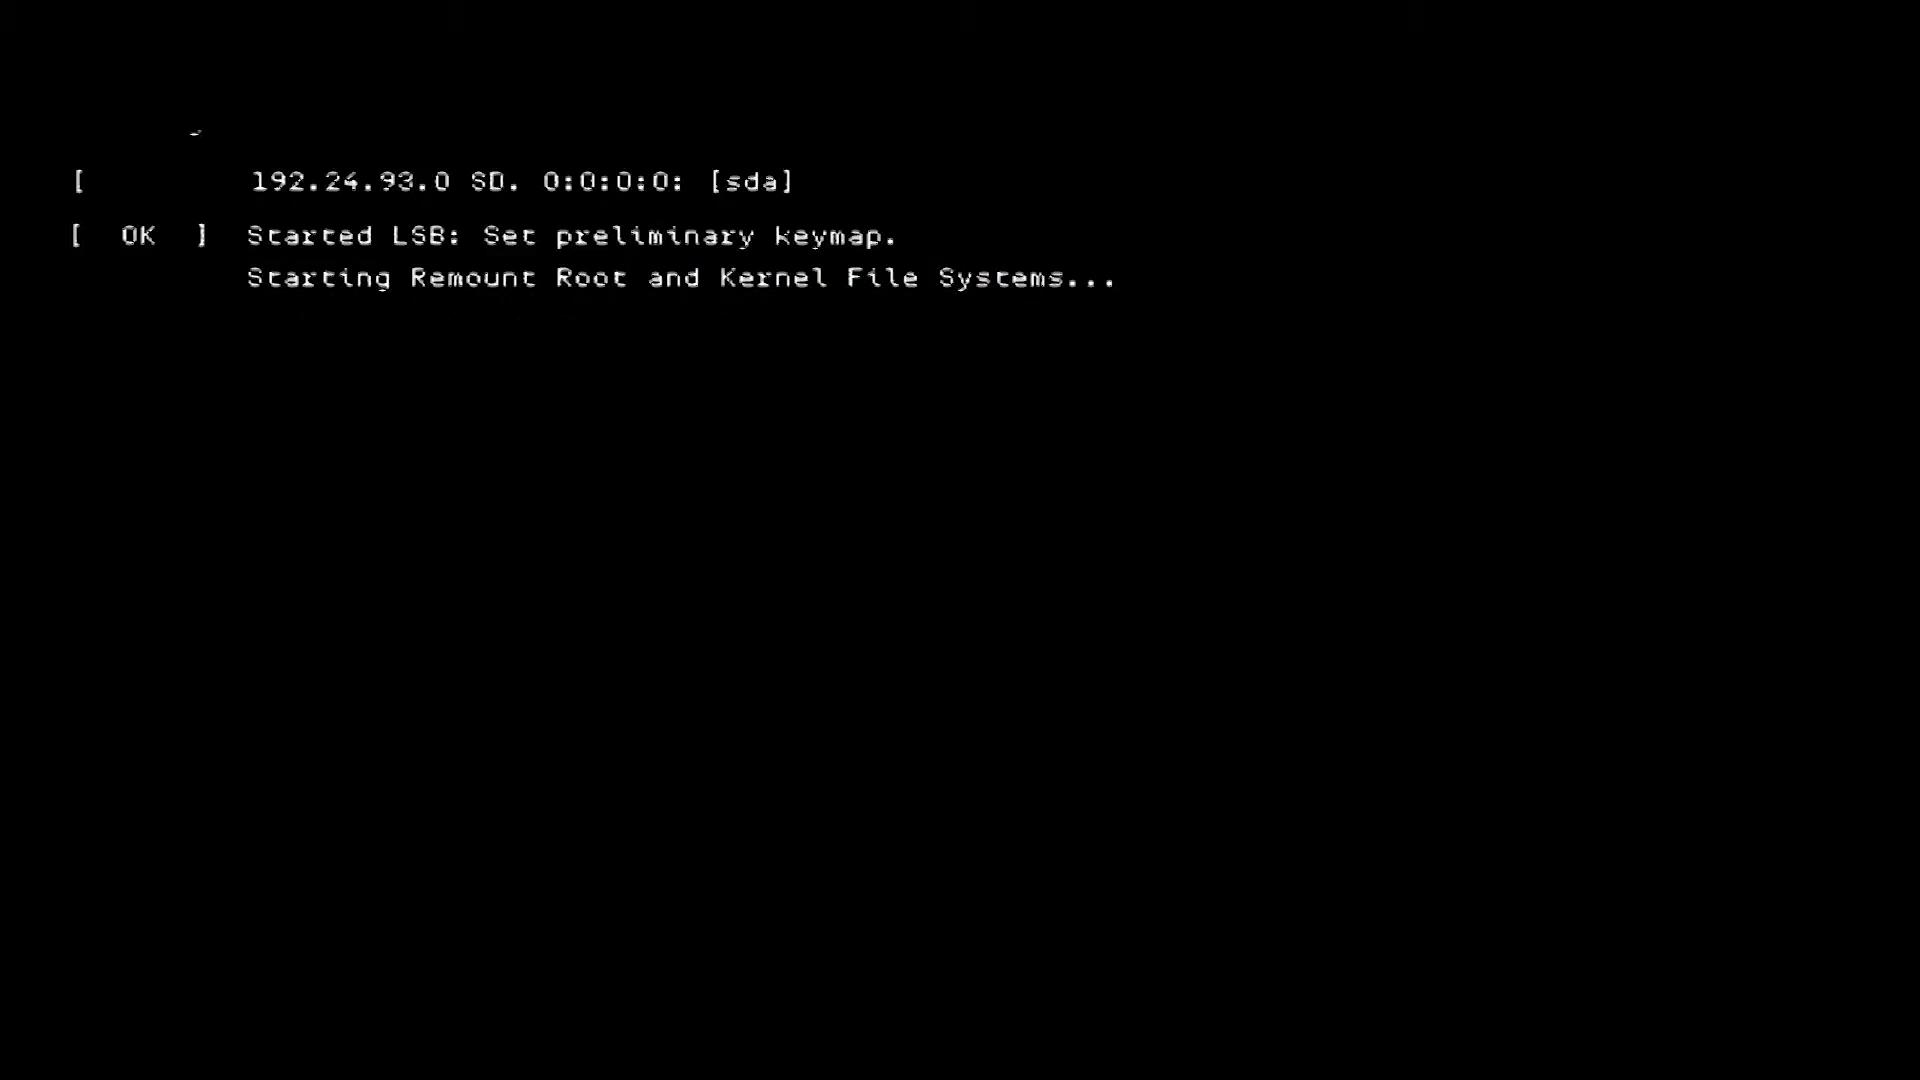 [ 192.24.93.0 SD. 0:0:0:0: [sda]
[ OK ] Started LSB: Set preliminary keymap.
Starting Remount Root and Kernel File Systems...